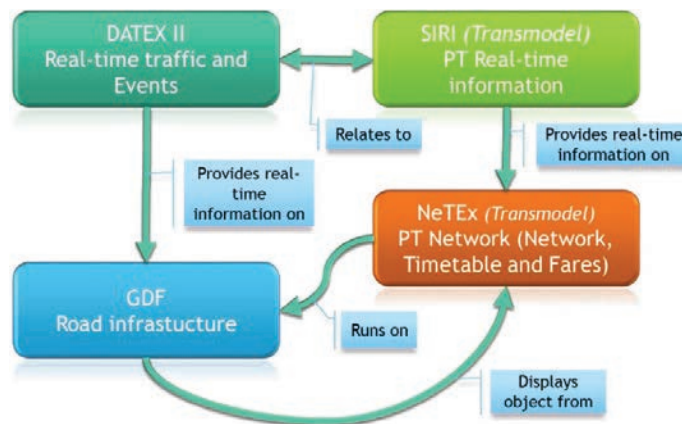 DATEX II
Real-time traffic and
Events
SIRI (Transmodel)
PT Real-time
information
Relates to
Provides real-time
information on
Provides real-
time
information on
NeTEx (Transmodel)
PT Network (Network,
Timetable and Fares)
GDF
Road infrastucture
Runs on
Displays
object from